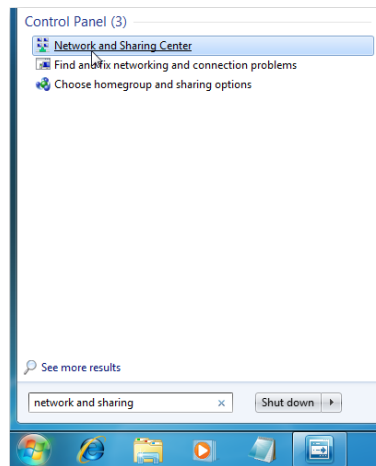 Control Panel (3)
Network and Sharing Center
Find and fix networking and connection problems
Choose homegroup and sharing options
See more results
network and sharing
Shut down